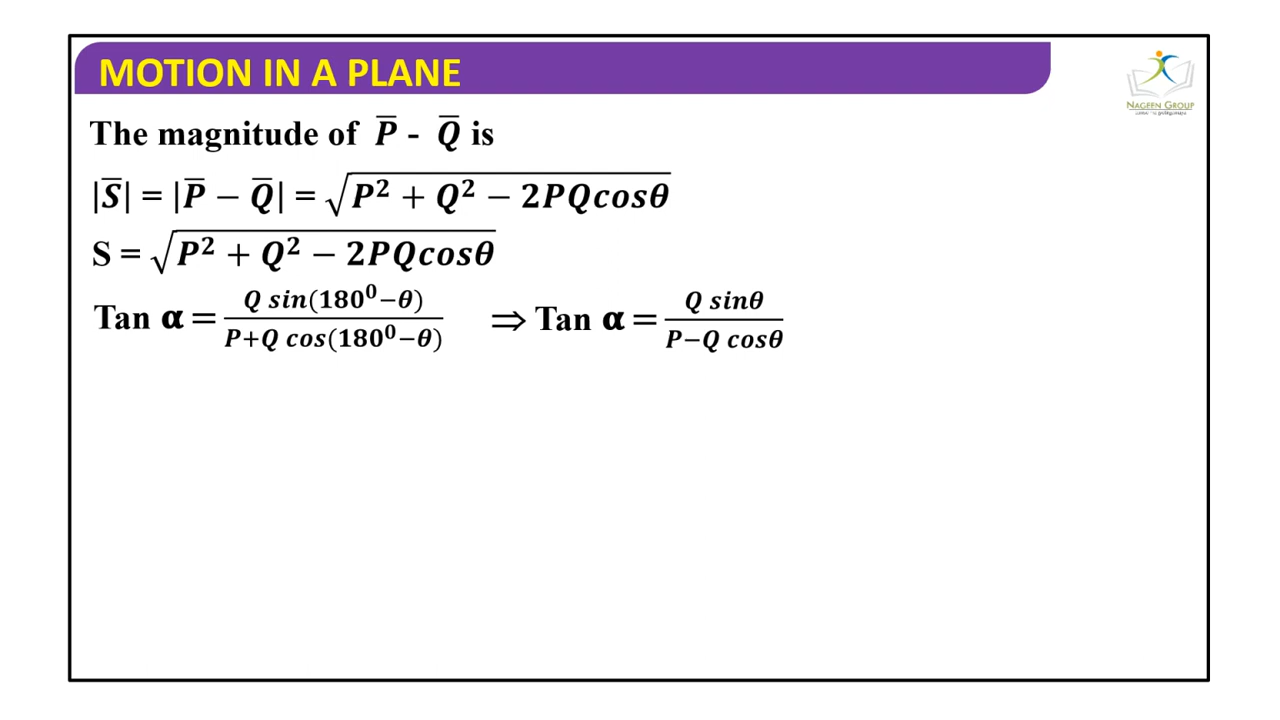 MOTION IN A PLANE
NAGEEN GROUP
The magnitude of P̅ - Q̅ is
|S̅| = |P̅ − Q̅| = √(P² + Q² − 2PQcosθ)
S = √(P² + Q² − 2PQcosθ)
Tan α = (Q sin(180⁰−θ))/(P+Q cos(180⁰−θ)) ⇒ Tan α = (Q sinθ)/(P−Q cosθ)